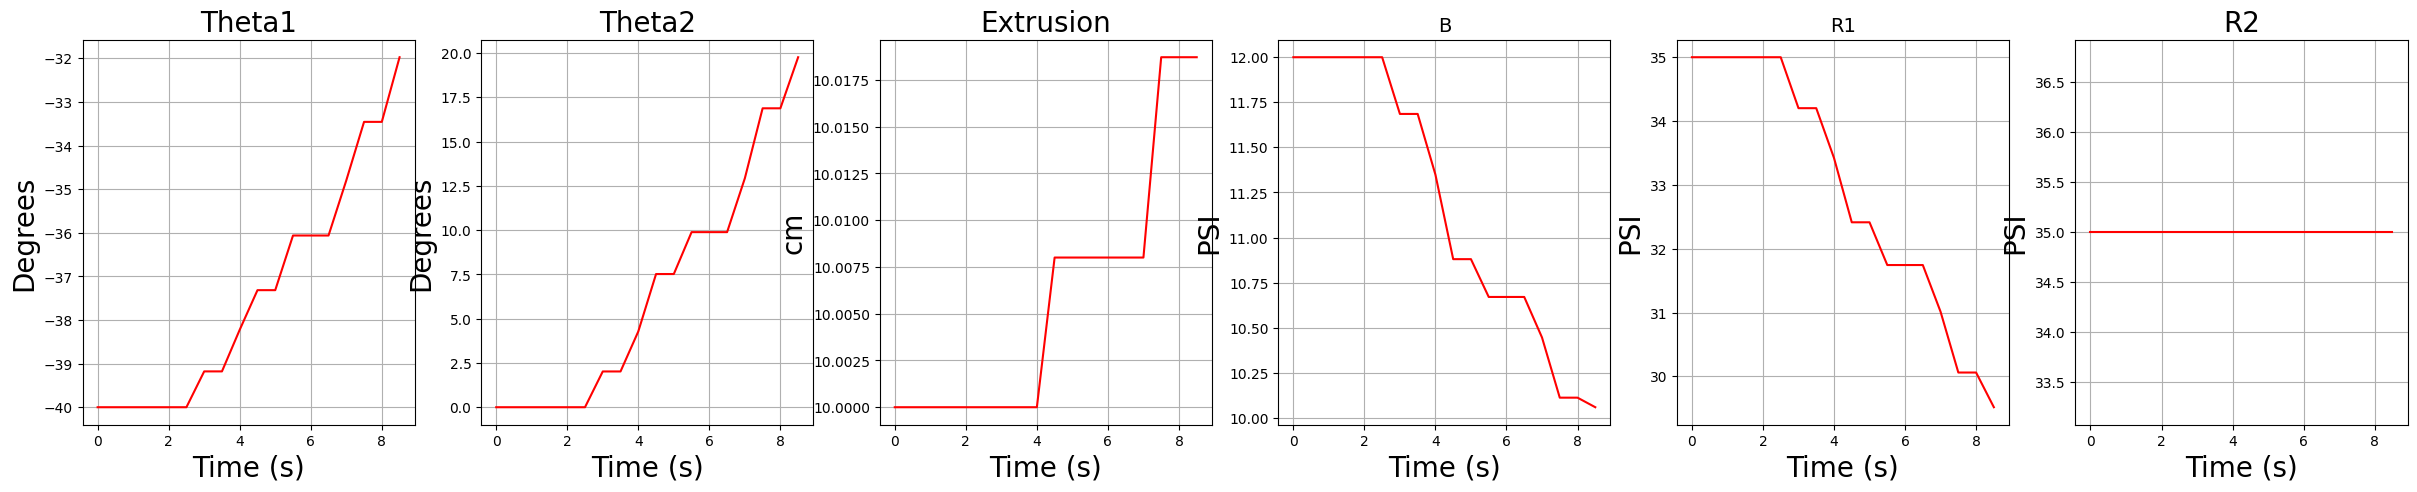 Theta1
Degrees
−32
−33
−34
−35
−36
−37
−38
−39
−40
0 2 4 6 8
Time (s)
Theta2
Degrees
20.0
17.5
15.0
12.5
10.0
7.5
5.0
2.5
0.0
0 2 4 6 8
Time (s)
Extrusion
cm
10.0175
10.0150
10.0125
10.0100
10.0075
10.0050
10.0025
10.0000
0 2 4 6 8
Time (s)
B
PSI
12.00
11.75
11.50
11.25
11.00
10.75
10.50
10.25
10.00
0 2 4 6 8
Time (s)
R1
PSI
35
34
33
32
31
30
0 2 4 6 8
Time (s)
R2
PSI
36.5
36.0
35.5
35.0
34.5
34.0
33.5
0 2 4 6 8
Time (s)